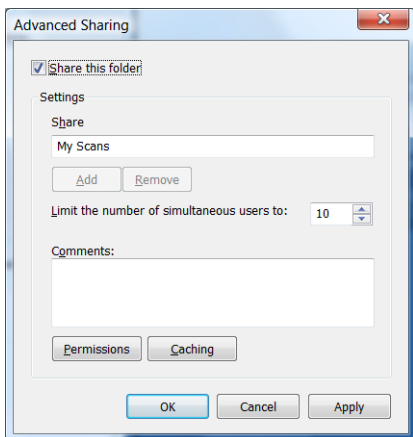 Advanced Sharing
Share this folder
Settings
Share
My Scans
Add Remove
Limit the number of simultaneous users to: 10
Comments:
Permissions Caching
OK Cancel Apply